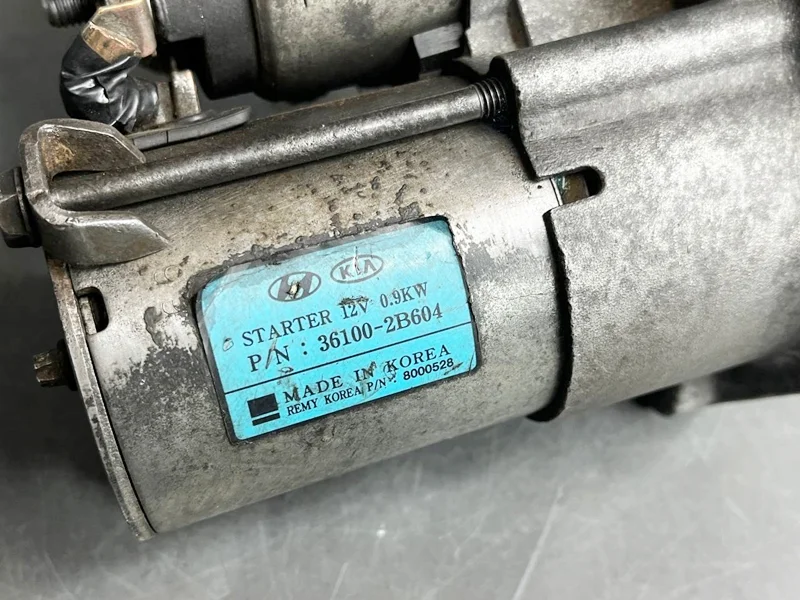 KIA
STARTER 12V 0.9KW
P/N : 36100-2B604
MADE IN KOREA
REMY KOREA P/N : 8000528